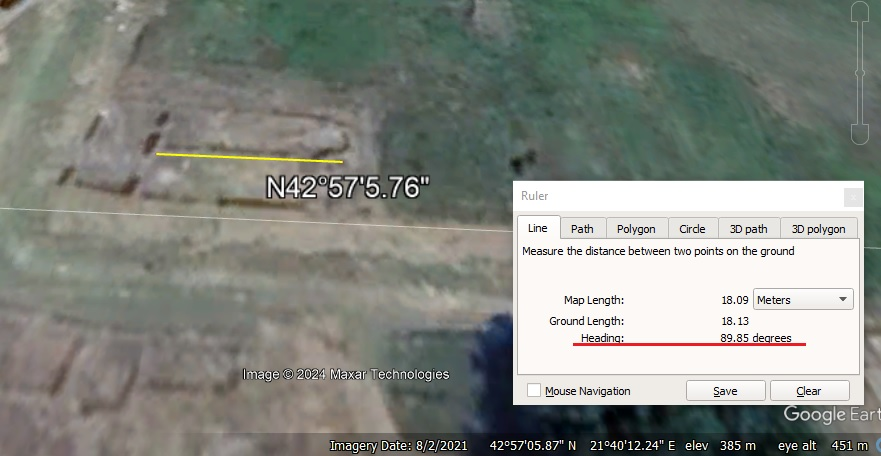 N42°57'5.76"
Ruler
Line Path Polygon Circle 3D path 3D polygon
Measure the distance between two points on the ground
Map Length: 18.09 Meters
Ground Length: 18.13
Heading: 89.85 degrees
Mouse Navigation Save Clear
Image © 2024 Maxar Technologies
Google Eart
Imagery Date: 8/2/2021 42°57'05.87" N 21°40'12.24" E elev 385 m eye alt 451 m